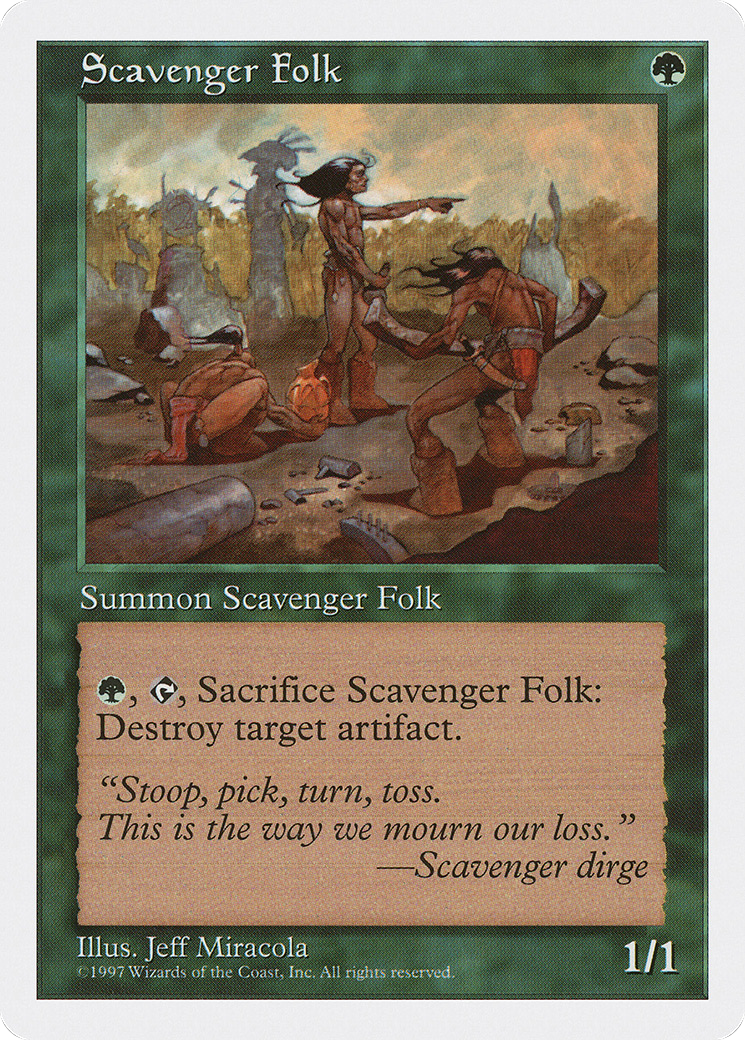 Scavenger Folk
Summon Scavenger Folk
, , Sacrifice Scavenger Folk:
Destroy target artifact.
“Stoop, pick, turn, toss.
This is the way we mourn our loss.”
—Scavenger dirge
Illus. Jeff Miracola
©1997 Wizards of the Coast, Inc. All rights reserved.
1/1